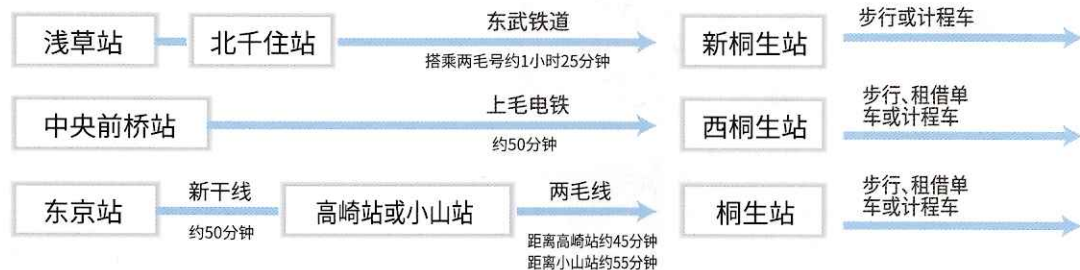 浅草站
北千住站
东武铁道
搭乘两毛号约1小时25分钟
新桐生站
步行或计程车
中央前桥站
上毛电铁
约50分钟
西桐生站
步行、租借单
车或计程车
东京站
新干线
约50分钟
高崎站或小山站
两毛线
距离高崎站约45分钟
距离小山站约55分钟
桐生站
步行、租借单
车或计程车